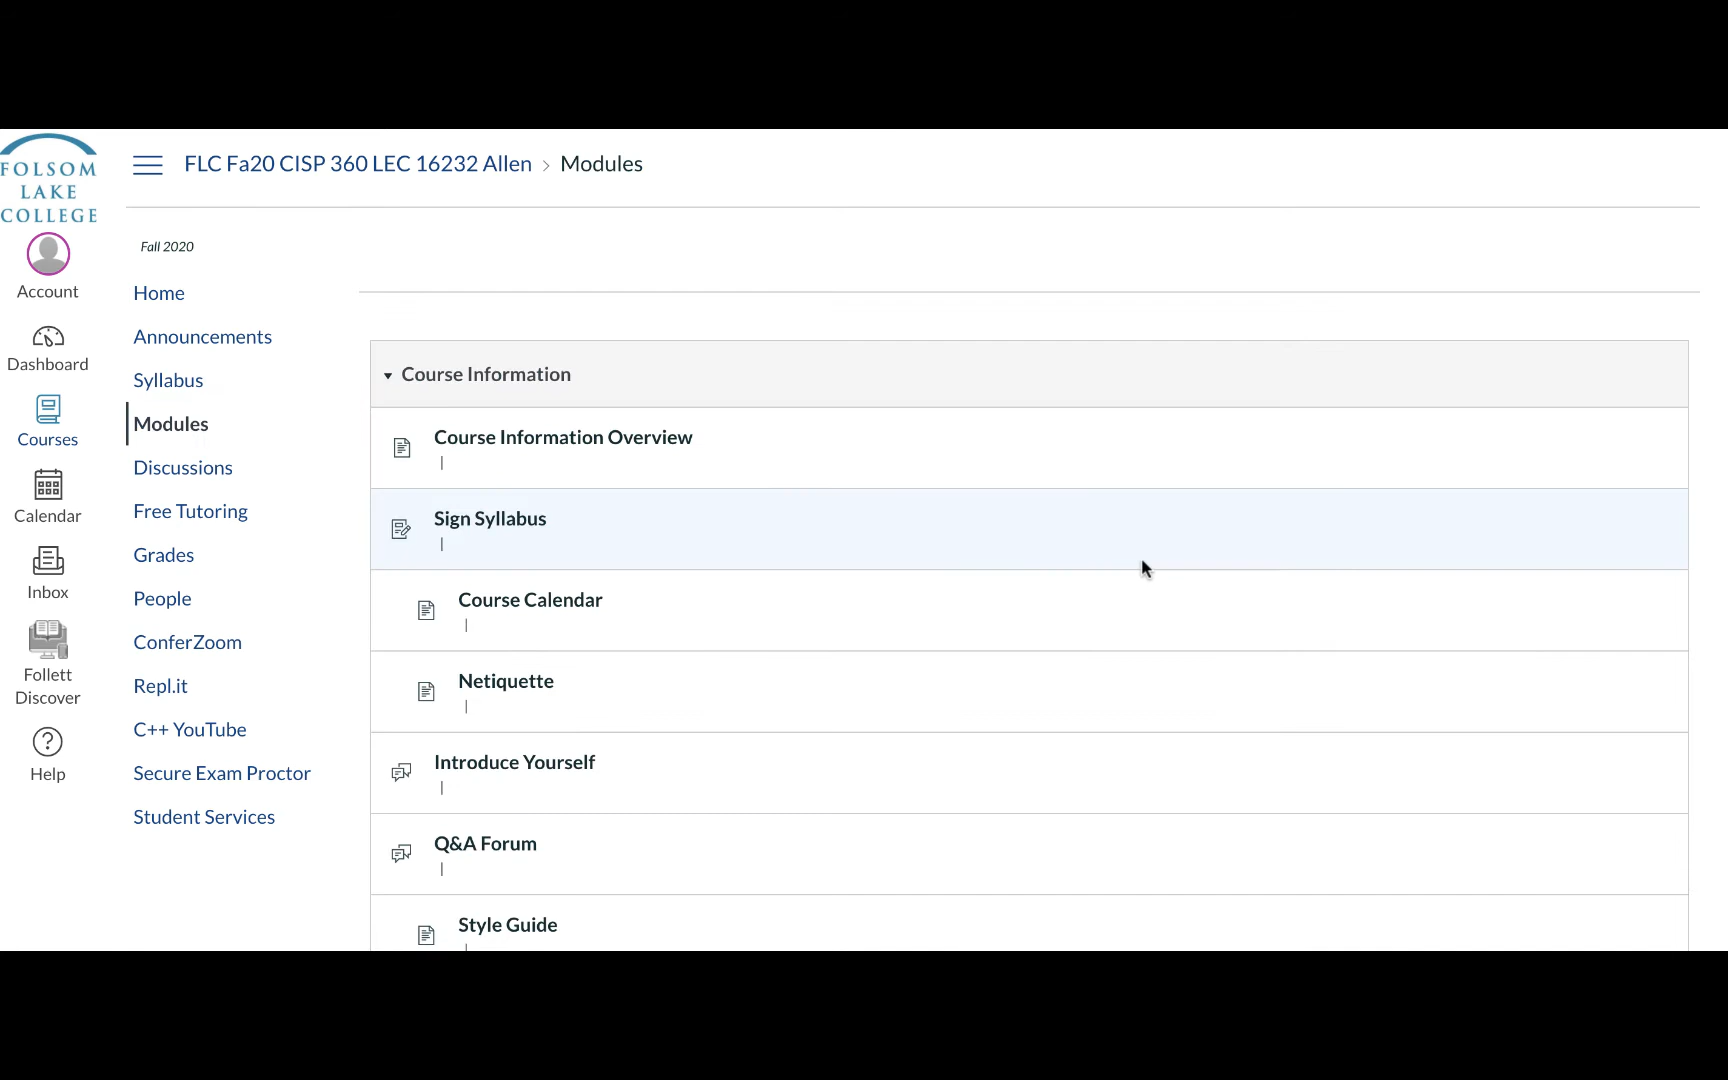 FOLSOM
LAKE
COLLEGE
Account
Dashboard
Courses
Calendar
Inbox
Follett
Discover
Help
FLC Fa20 CISP 360 LEC 16232 Allen > Modules
Fall 2020
Home
Announcements
Syllabus
Modules
Discussions
Free Tutoring
Grades
People
ConferZoom
Repl.it
C++ YouTube
Secure Exam Proctor
Student Services
Course Information
Course Information Overview
|
Sign Syllabus
|
Course Calendar
|
Netiquette
|
Introduce Yourself
|
Q&A Forum
|
Style Guide